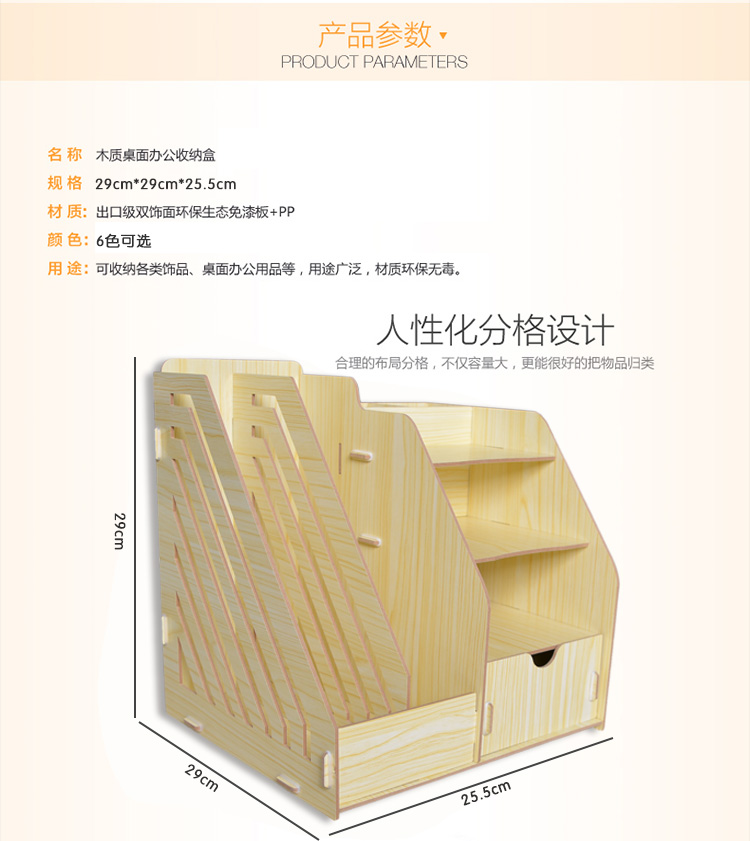 产品参数
PRODUCT PARAMETERS
名 称 木质桌面办公收纳盒
规 格 29cm*29cm*25.5cm
材 质: 出口级双饰面环保生态免漆板+PP
颜 色: 6色可选
用 途: 可收纳各类饰品、桌面办公用品等，用途广泛，材质环保无毒。
人性化分格设计
合理的布局分格，不仅容量大，更能很好的把物品归类
29cm
29cm
25.5cm